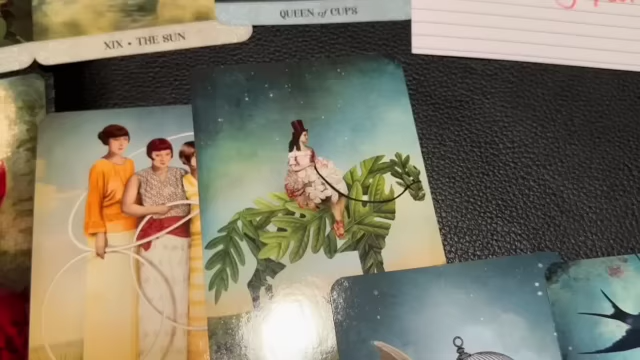 XIX • THE SUN
QUEEN of CUPS